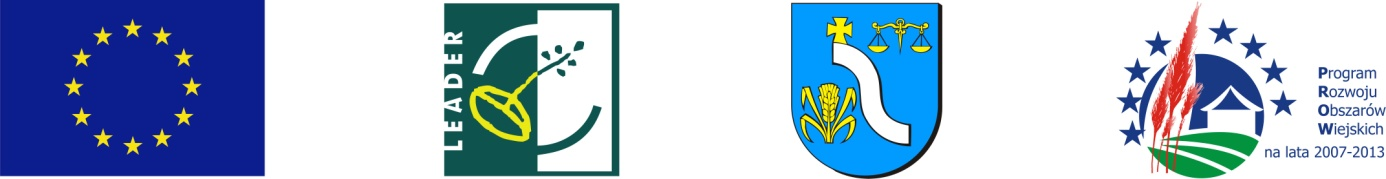 LEADER
Program
Rozwoju
Obszarów
Wiejskich
na lata 2007-2013